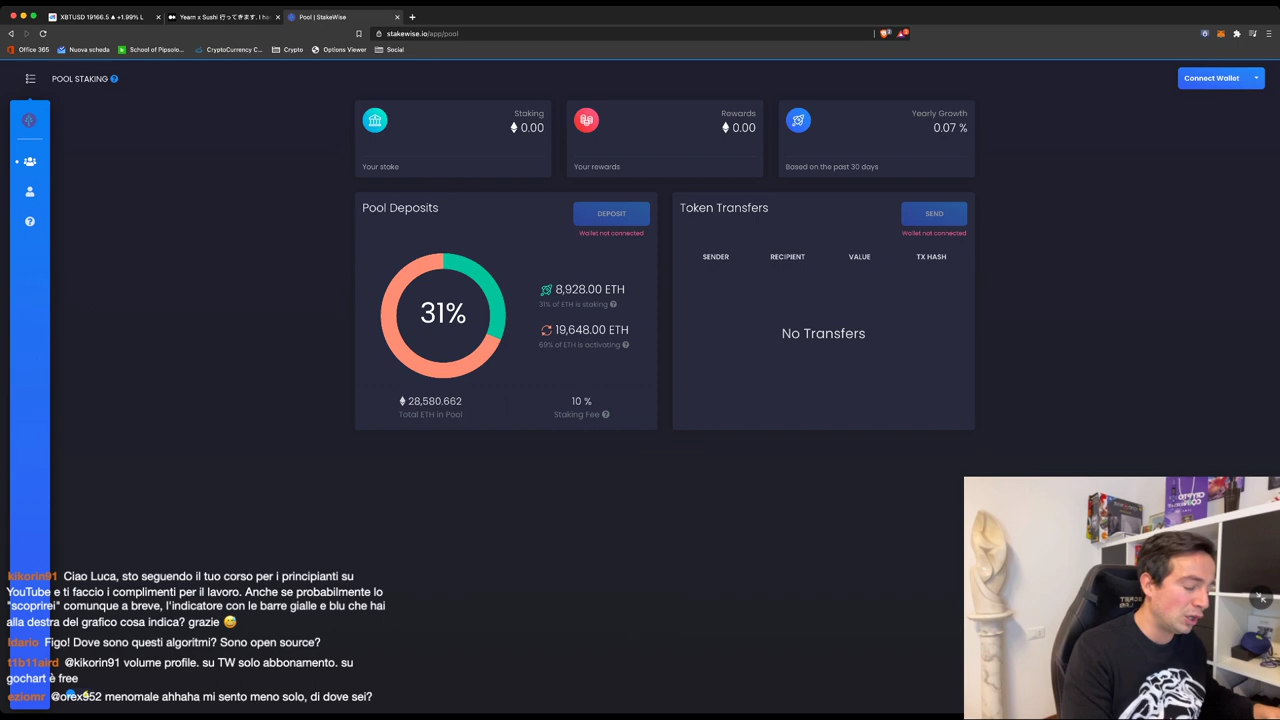 XBTUSD 19166.5 ▲ +1.99% L
Yearn x Sushi 行ってきます. I h
Pool | StakeWise
stakewise.io/app/pool
Office 365
Nuova scheda
School of Pipsolo...
CryptoCurrency C...
Crypto
Options Viewer
Social
POOL STAKING
Connect Wallet
Staking
0.00
Your stake
Rewards
0.00
Your rewards
Yearly Growth
0.07 %
Based on the past 30 days
Pool Deposits
DEPOSIT
Wallet not connected
31%
8,928.00 ETH
31% of ETH is staking
19,648.00 ETH
69% of ETH is activating
28,580.662
Total ETH in Pool
10 %
Staking Fee
Token Transfers
SEND
Wallet not connected
SENDER RECIPIENT VALUE TX HASH
No Transfers
kikorin91 Ciao Luca, sto seguendo il tuo corso per i principianti su
YouTube e ti faccio i complimenti per il lavoro. Anche se probabilmente lo
"scoprirei" comunque a breve, l'indicatore con le barre gialle e blu che hai
alla destra del grafico cosa indica? grazie 😅
Idario Figo! Dove sono questi algoritmi? Sono open source?
t1b11aird @kikorin91 volume profile. su TW solo abbonamento. su
gochart è free
eziomr @orex952 menomale ahhaha mi sento meno solo, di dove sei?